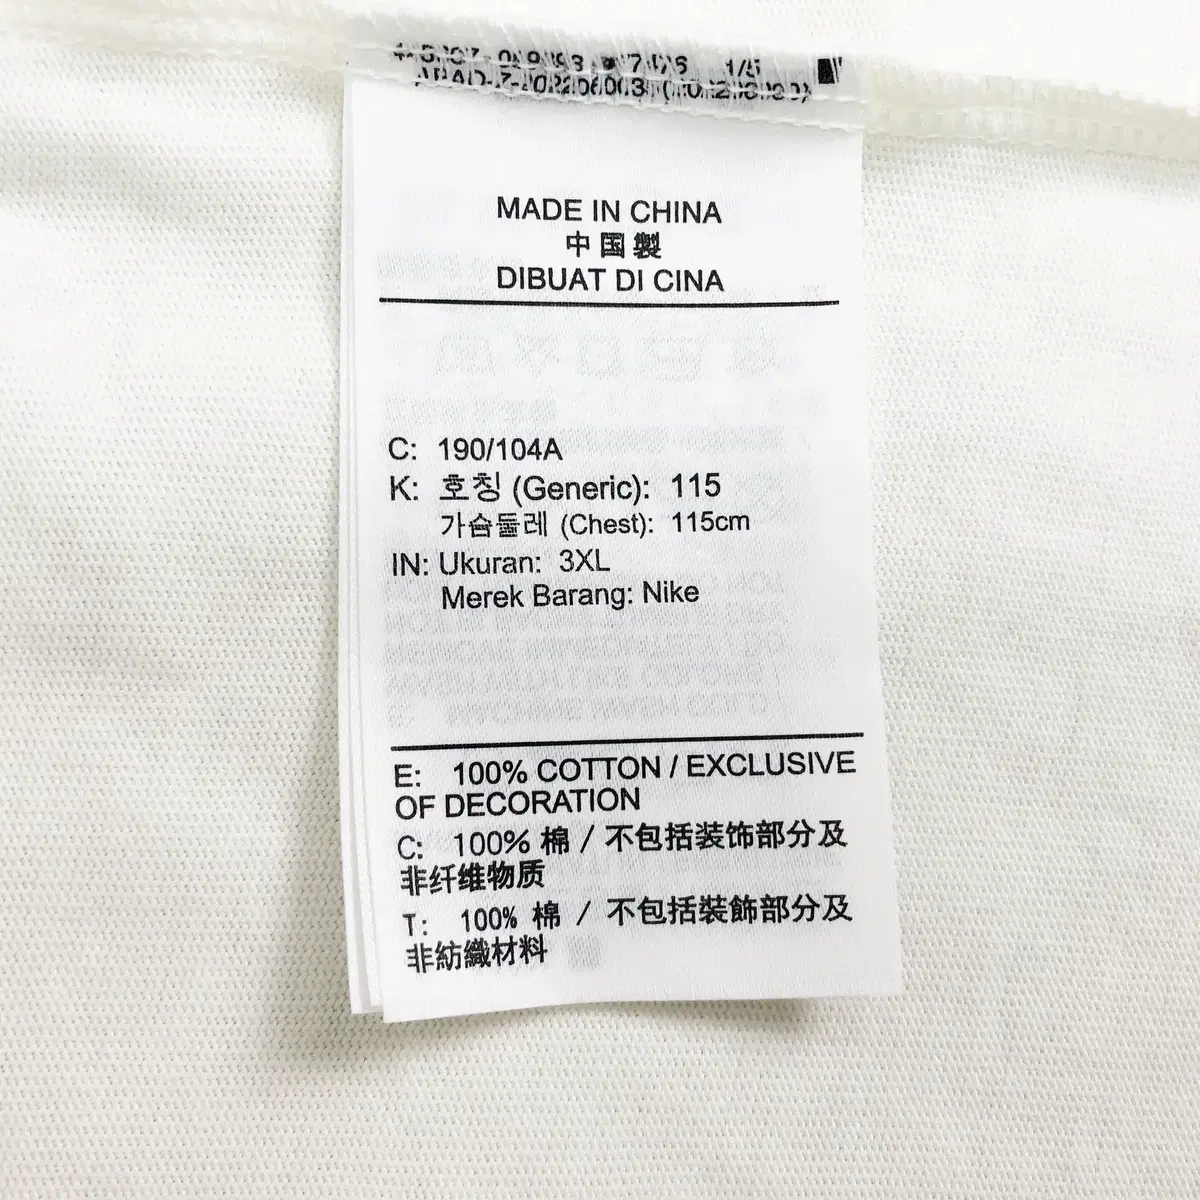 1/5
MADE IN CHINA
中国製
DIBUAT DI CINA
C: 190/104A
K: 호칭 (Generic): 115
가슴둘레 (Chest): 115cm
IN: Ukuran: 3XL
Merek Barang: Nike
E: 100% COTTON / EXCLUSIVE
OF DECORATION
C: 100% 棉 / 不包括装饰部分及
非纤维物质
T: 100% 棉 / 不包括裝飾部分及
非紡織材料